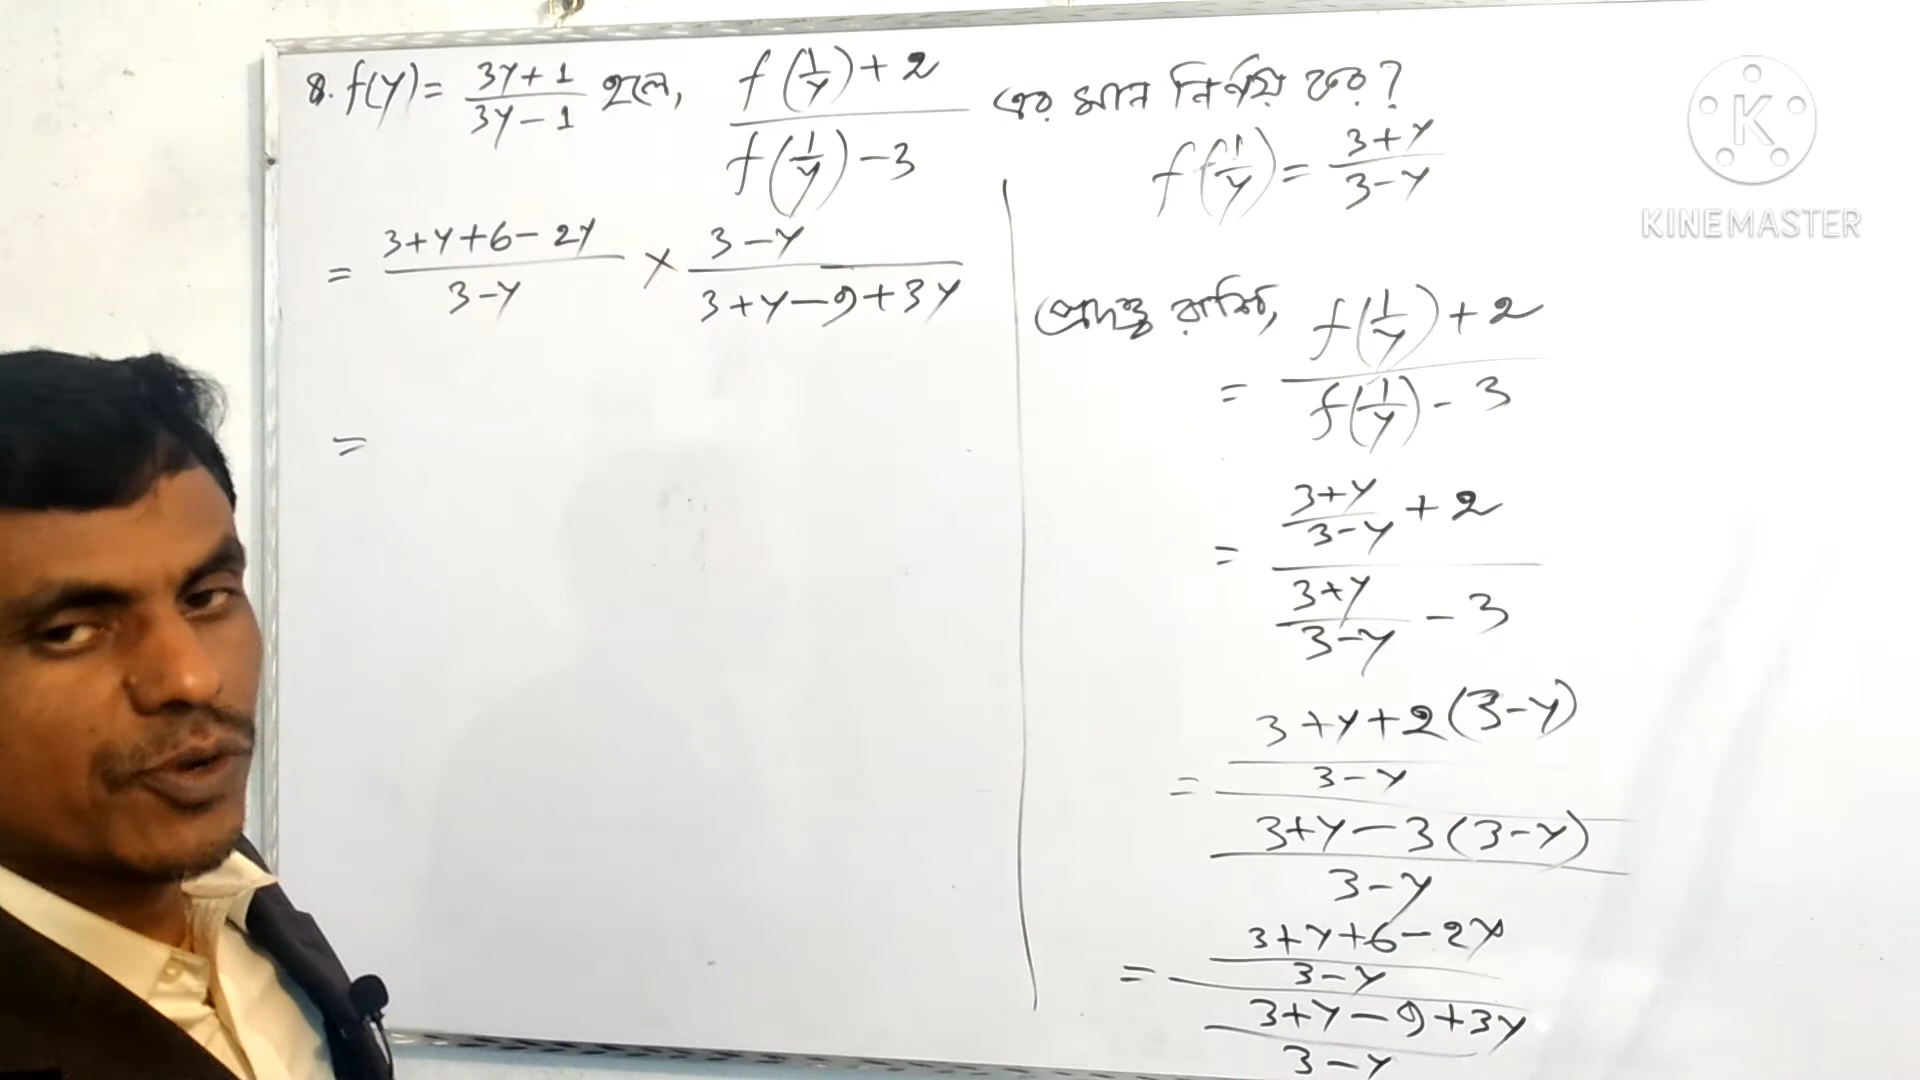 8. f(y) = (3y+1)/(3y-1) হলে, (f(1/y)+2)/(f(1/y)-3) এর মান নির্ণয় কর?
f(1/y) = (3+y)/(3-y)
= (3+y+6-2y)/(3-y) × (3-y)/(3+y-9+3y)
=
প্রদত্ত রাশি, (f(1/y)+2)
= /(f(1/y)-3)
= ((3+y)/(3-y) + 2)/((3+y)/(3-y) - 3)
= ((3+y+2(3-y))/(3-y))/((3+y-3(3-y))/(3-y))
= ((3+y+6-2y)/(3-y))/((3+y-9+3y)/(3-y))
K
KINEMASTER